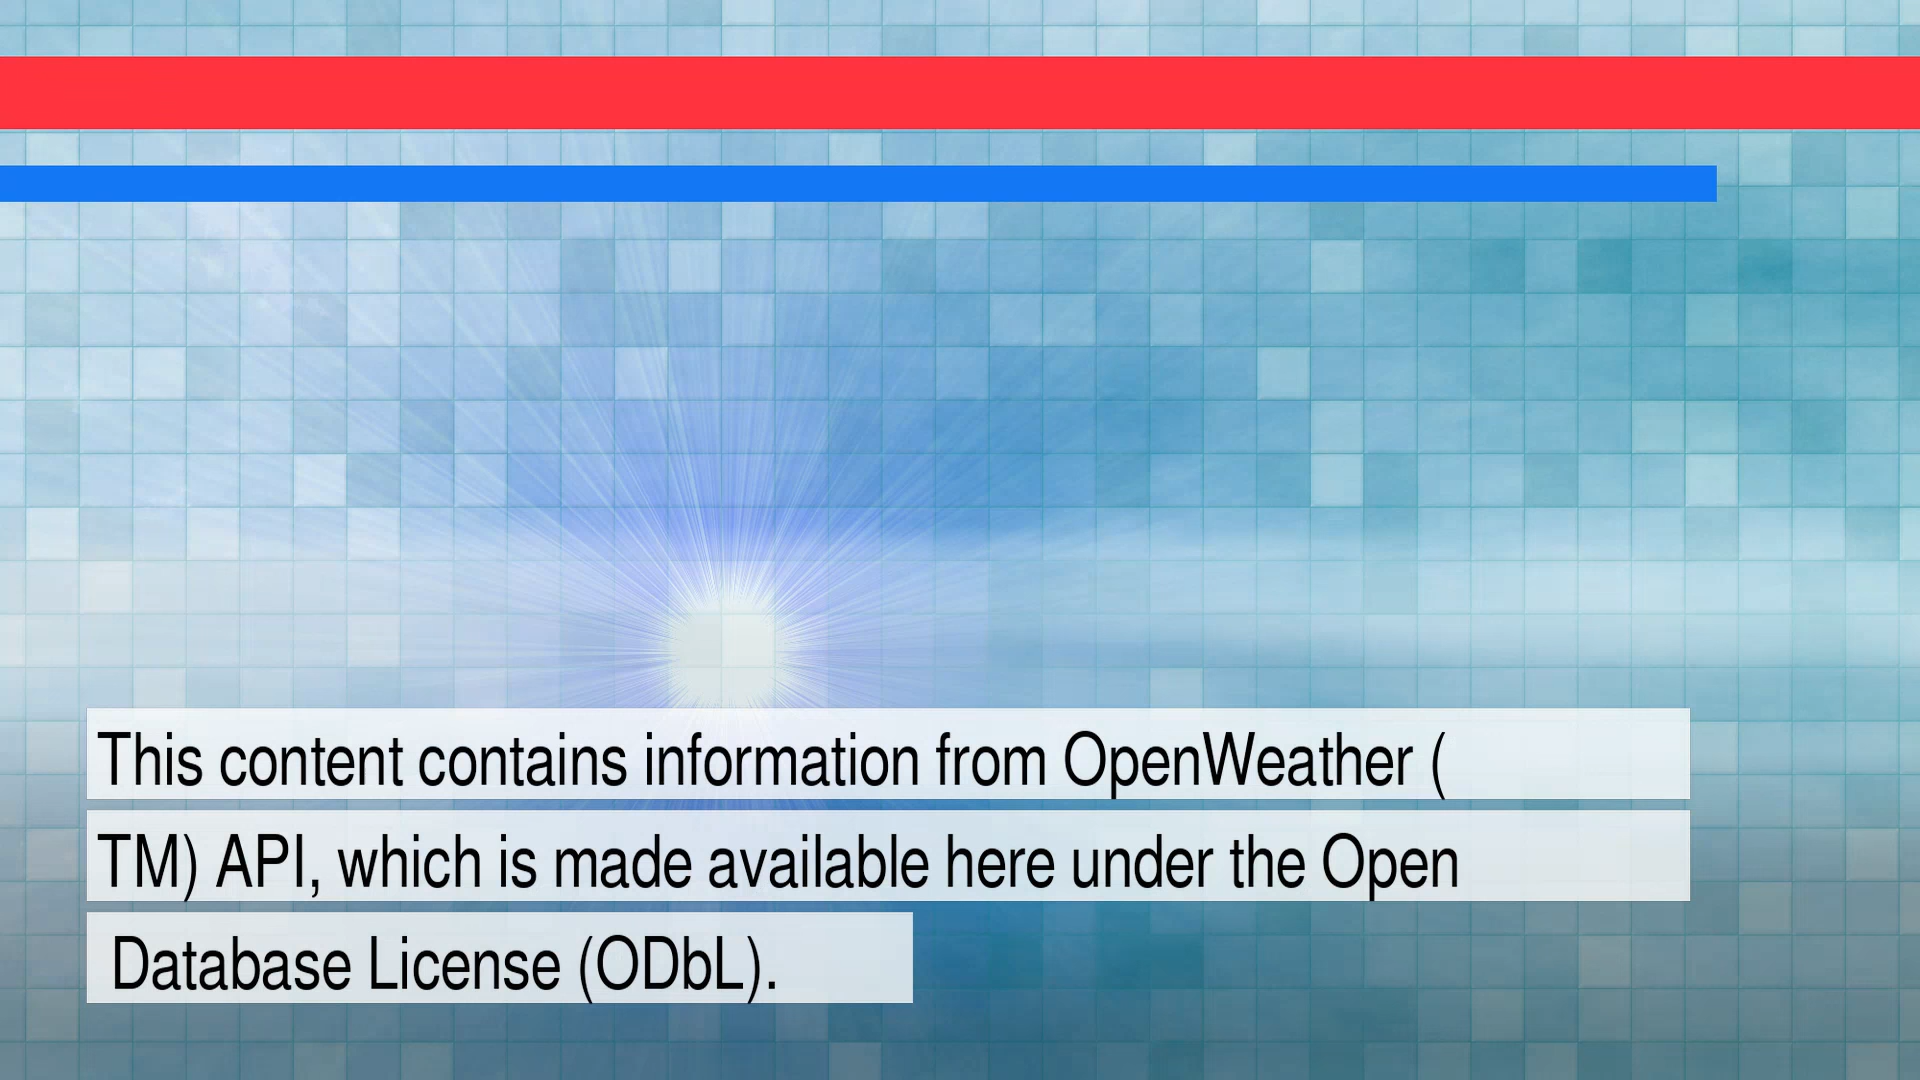 This content contains information from OpenWeather (
TM) API, which is made available here under the Open
Database License (ODbL).